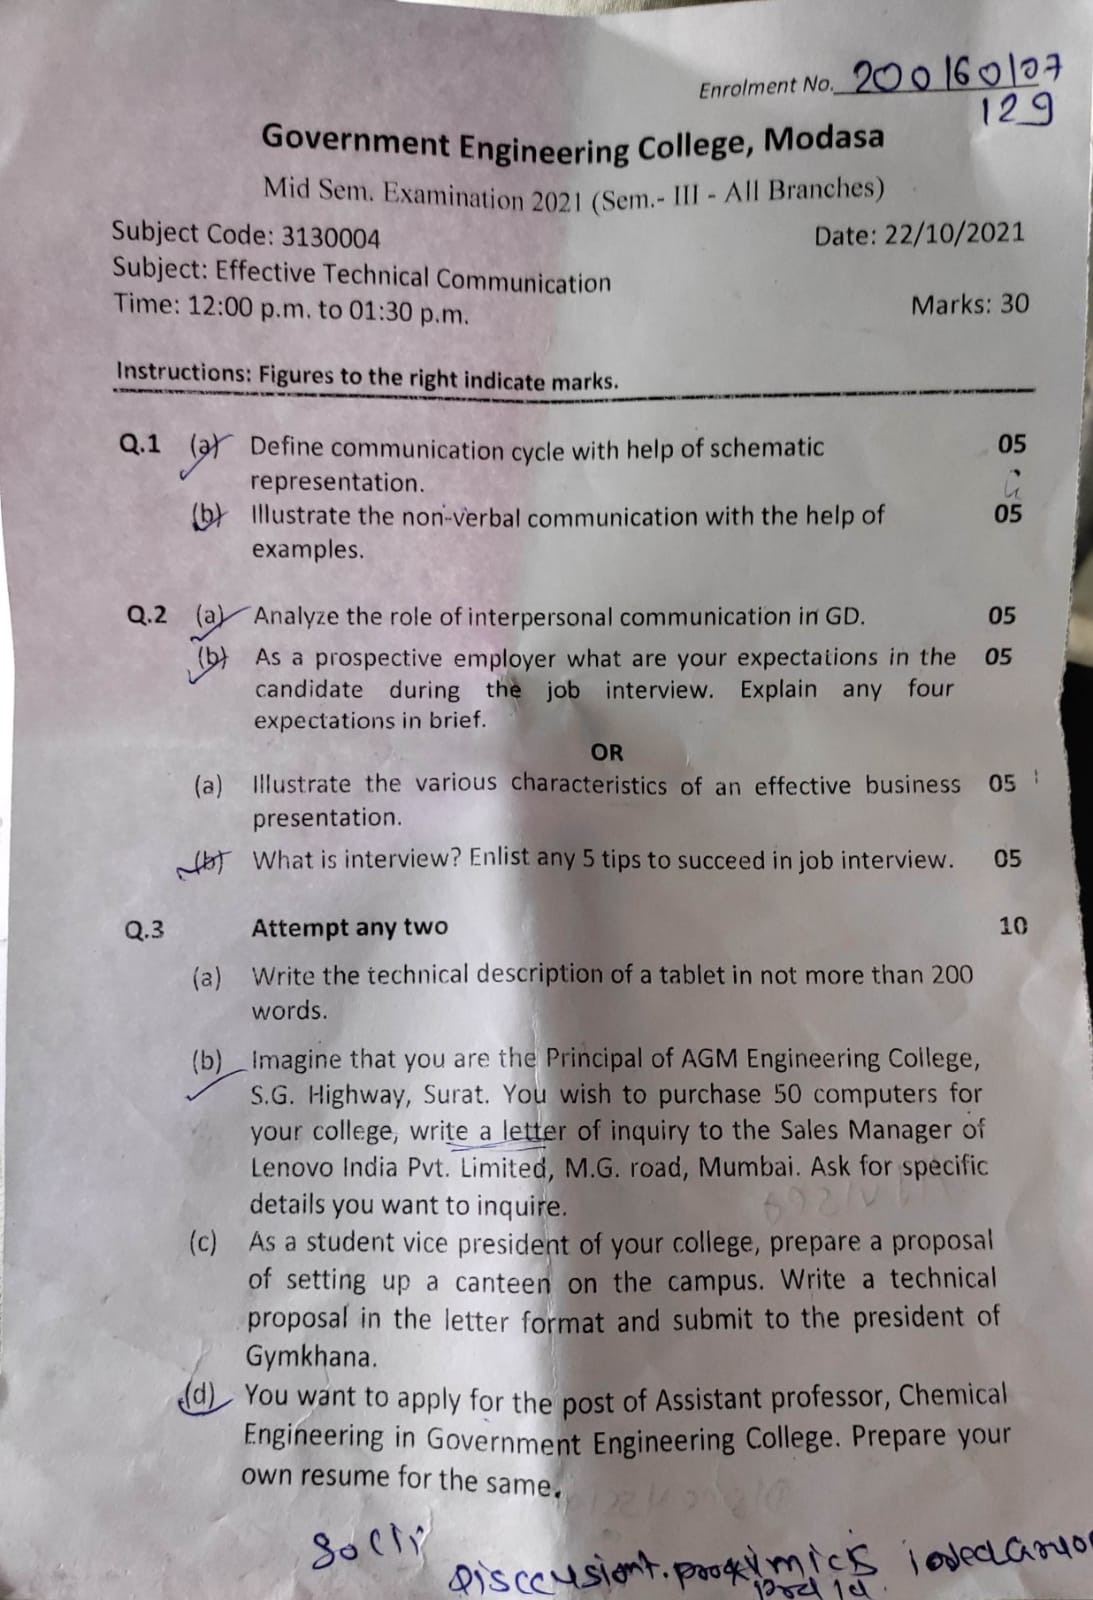 Enrolment No. 200160107
129
Government Engineering College, Modasa
Mid Sem. Examination 2021 (Sem.- III - All Branches)
Subject Code: 3130004 Date: 22/10/2021
Subject: Effective Technical Communication
Time: 12:00 p.m. to 01:30 p.m. Marks: 30
Instructions: Figures to the right indicate marks.
Q.1 (a) Define communication cycle with help of schematic 05
representation.
(b) Illustrate the non-verbal communication with the help of 05
examples.
Q.2 (a) Analyze the role of interpersonal communication in GD. 05
(b) As a prospective employer what are your expectations in the 05
candidate during the job interview. Explain any four
expectations in brief.
OR
(a) Illustrate the various characteristics of an effective business 05
presentation.
(b) What is interview? Enlist any 5 tips to succeed in job interview. 05
Q.3 Attempt any two 10
(a) Write the technical description of a tablet in not more than 200
words.
(b) Imagine that you are the Principal of AGM Engineering College,
S.G. Highway, Surat. You wish to purchase 50 computers for
your college, write a letter of inquiry to the Sales Manager of
Lenovo India Pvt. Limited, M.G. road, Mumbai. Ask for specific
details you want to inquire.
(c) As a student vice president of your college, prepare a proposal
of setting up a canteen on the campus. Write a technical
proposal in the letter format and submit to the president of
Gymkhana.
(d) You want to apply for the post of Assistant professor, Chemical
Engineering in Government Engineering College. Prepare your
own resume for the same.